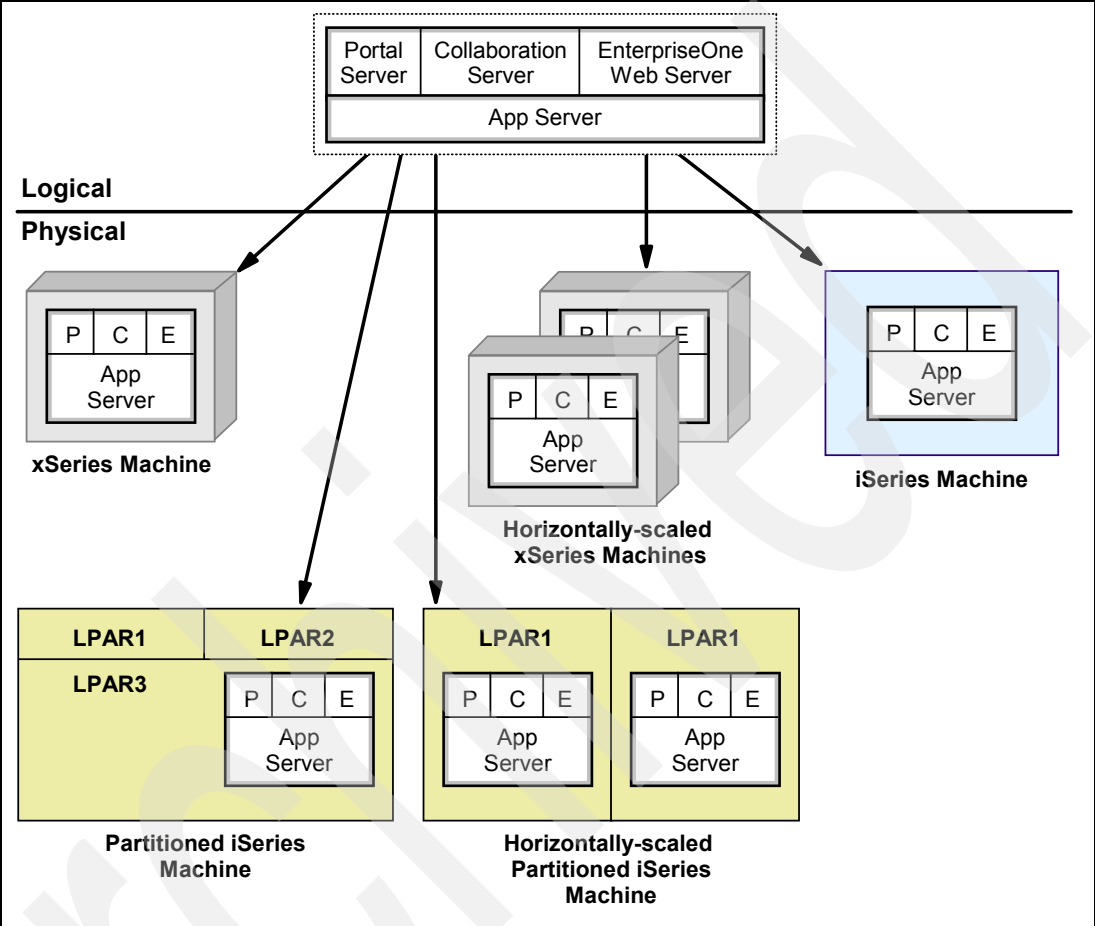 Portal
Server
Collaboration
Server
EnterpriseOne
Web Server
App Server
Logical
Physical
P C E
App
Server
xSeries Machine
P C E
P C E
App
Server
Horizontally-scaled
xSeries Machines
P C E
App
Server
iSeries Machine
LPAR1
LPAR2
LPAR3
P C E
App
Server
Partitioned iSeries
Machine
LPAR1
LPAR1
P C E
App
Server
P C E
App
Server
Horizontally-scaled
Partitioned iSeries
Machine